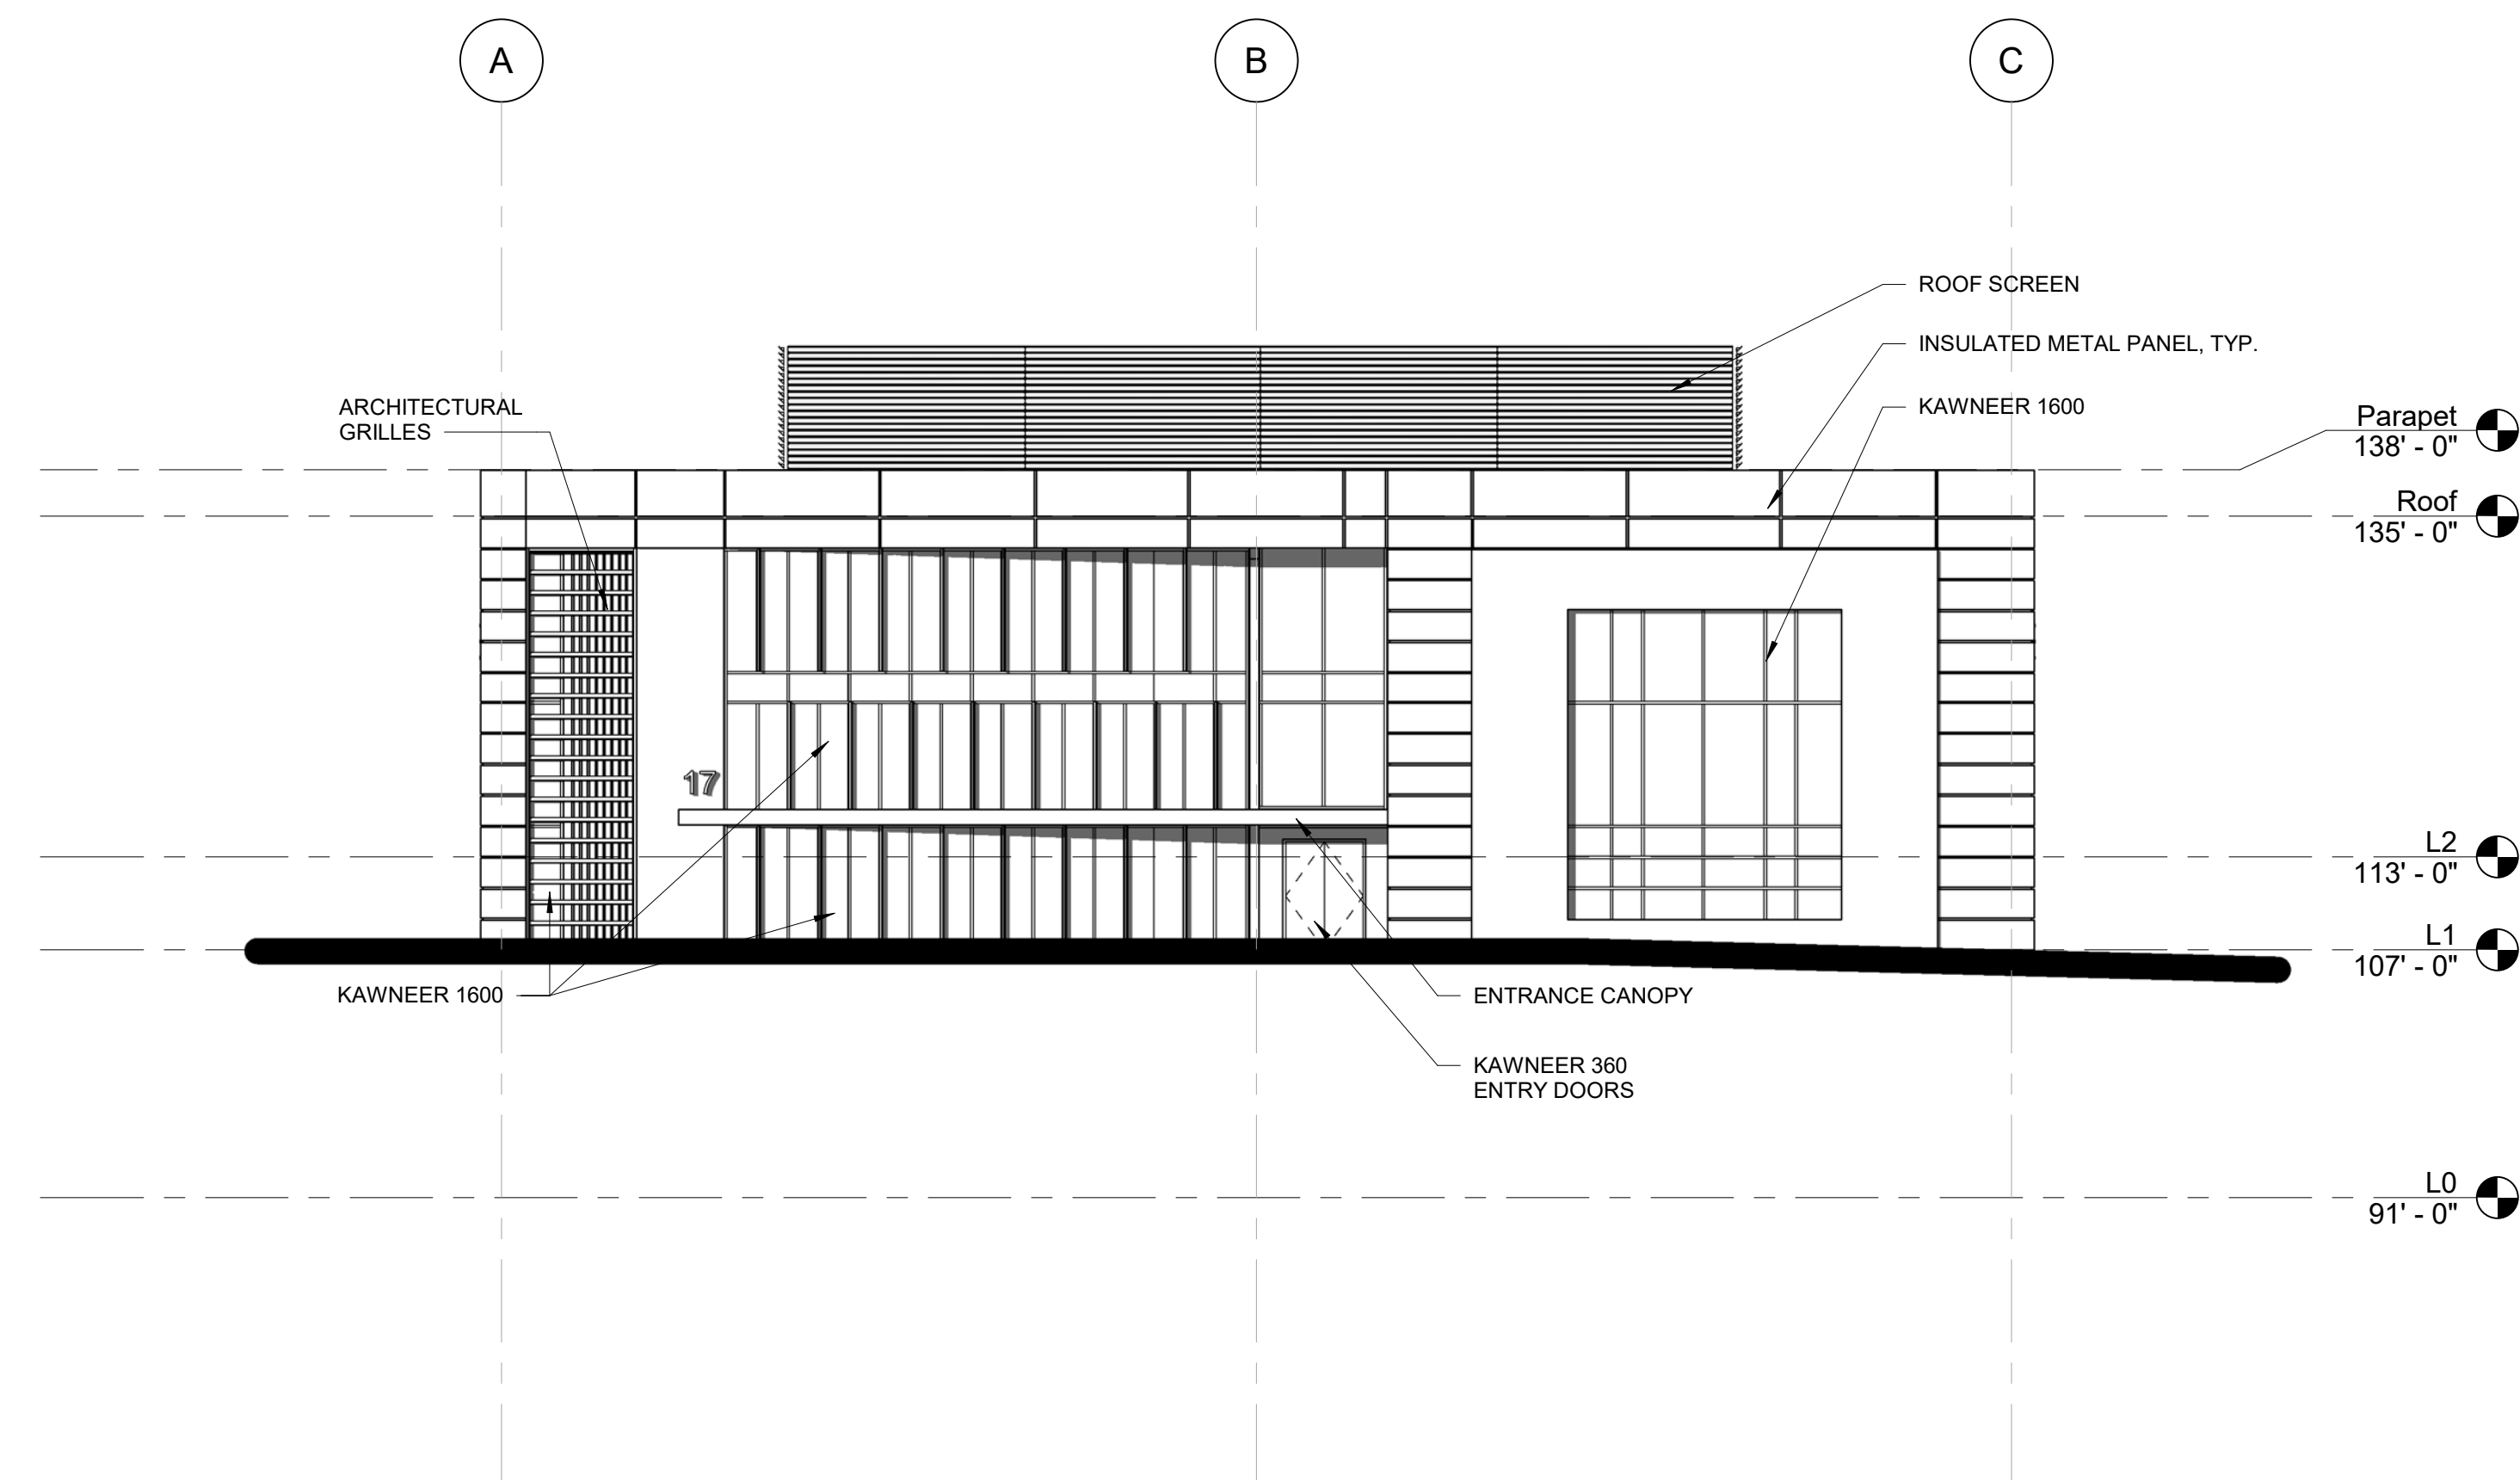 A
B
C
ROOF SCREEN
INSULATED METAL PANEL, TYP.
KAWNEER 1600
ARCHITECTURAL
GRILLES
Parapet
138' - 0"
Roof
135' - 0"
17
L2
113' - 0"
L1
107' - 0"
KAWNEER 1600
ENTRANCE CANOPY
KAWNEER 360
ENTRY DOORS
L0
91' - 0"